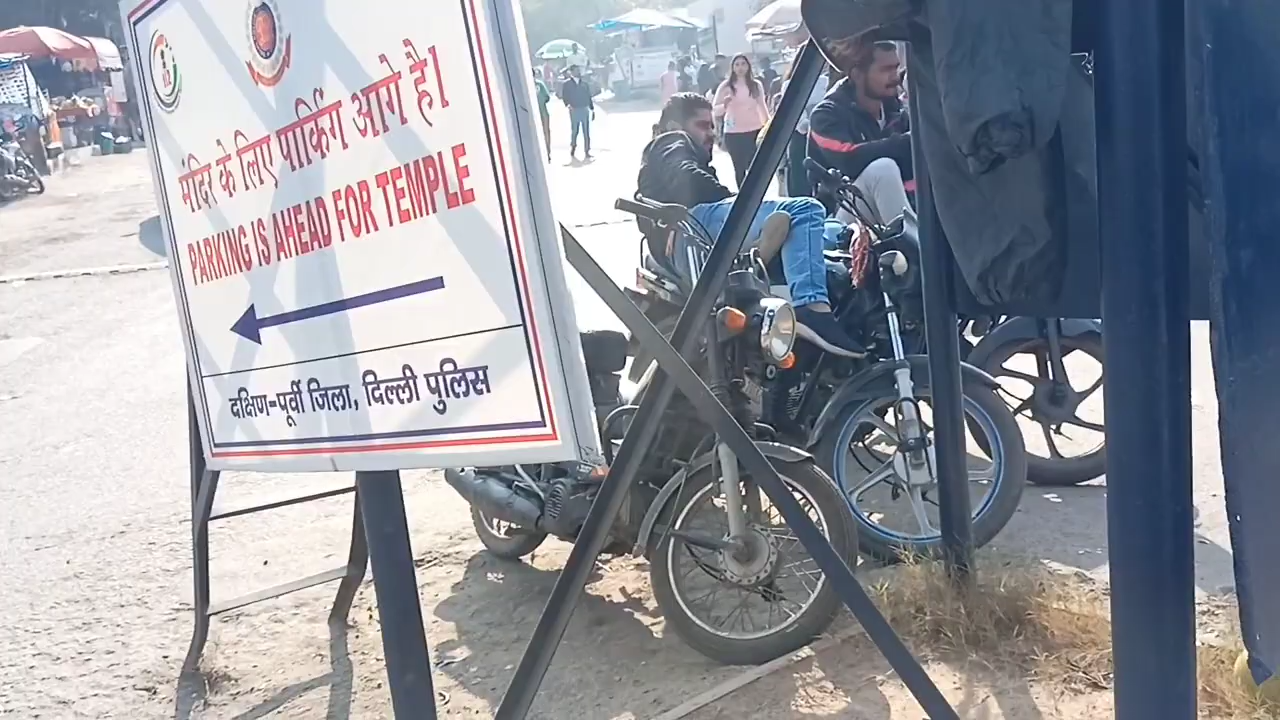 मंदिर के लिए पार्किंग आगे है।
PARKING IS AHEAD FOR TEMPLE
दक्षिण-पूर्वी जिला, दिल्ली पुलिस